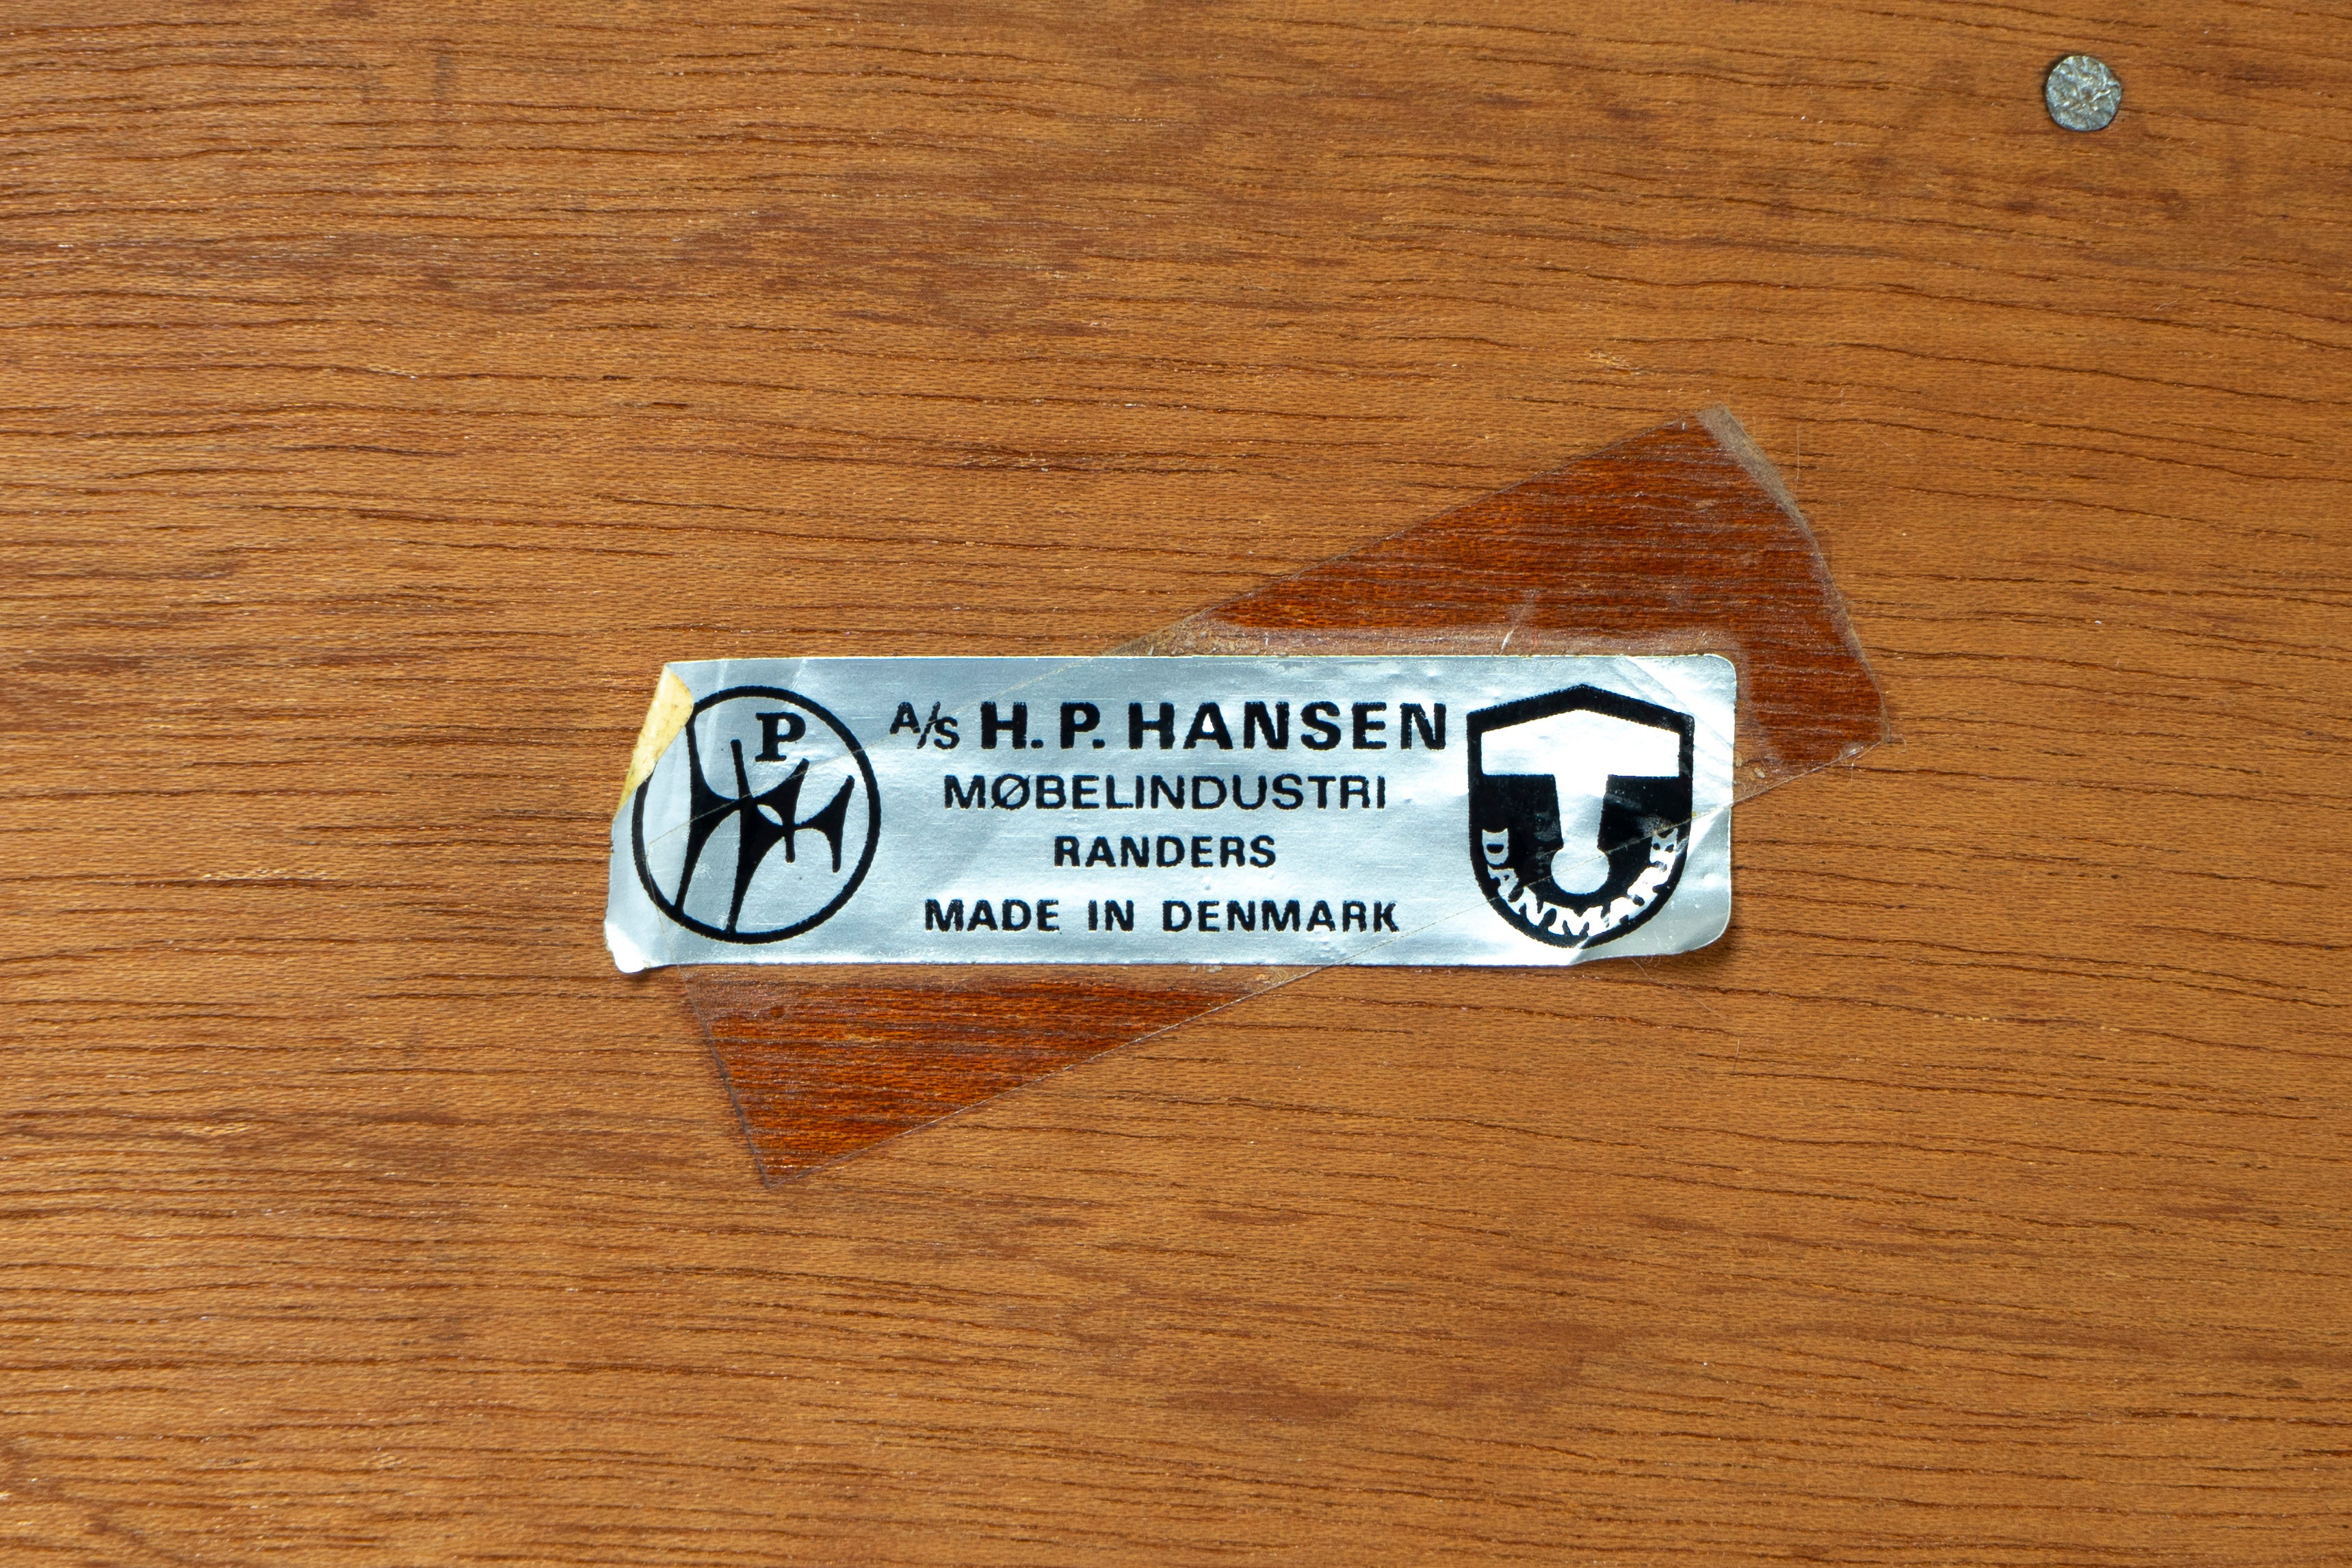 P
A/S H. P. HANSEN
MØBELINDUSTRI
RANDERS
MADE IN DENMARK
DANMARK